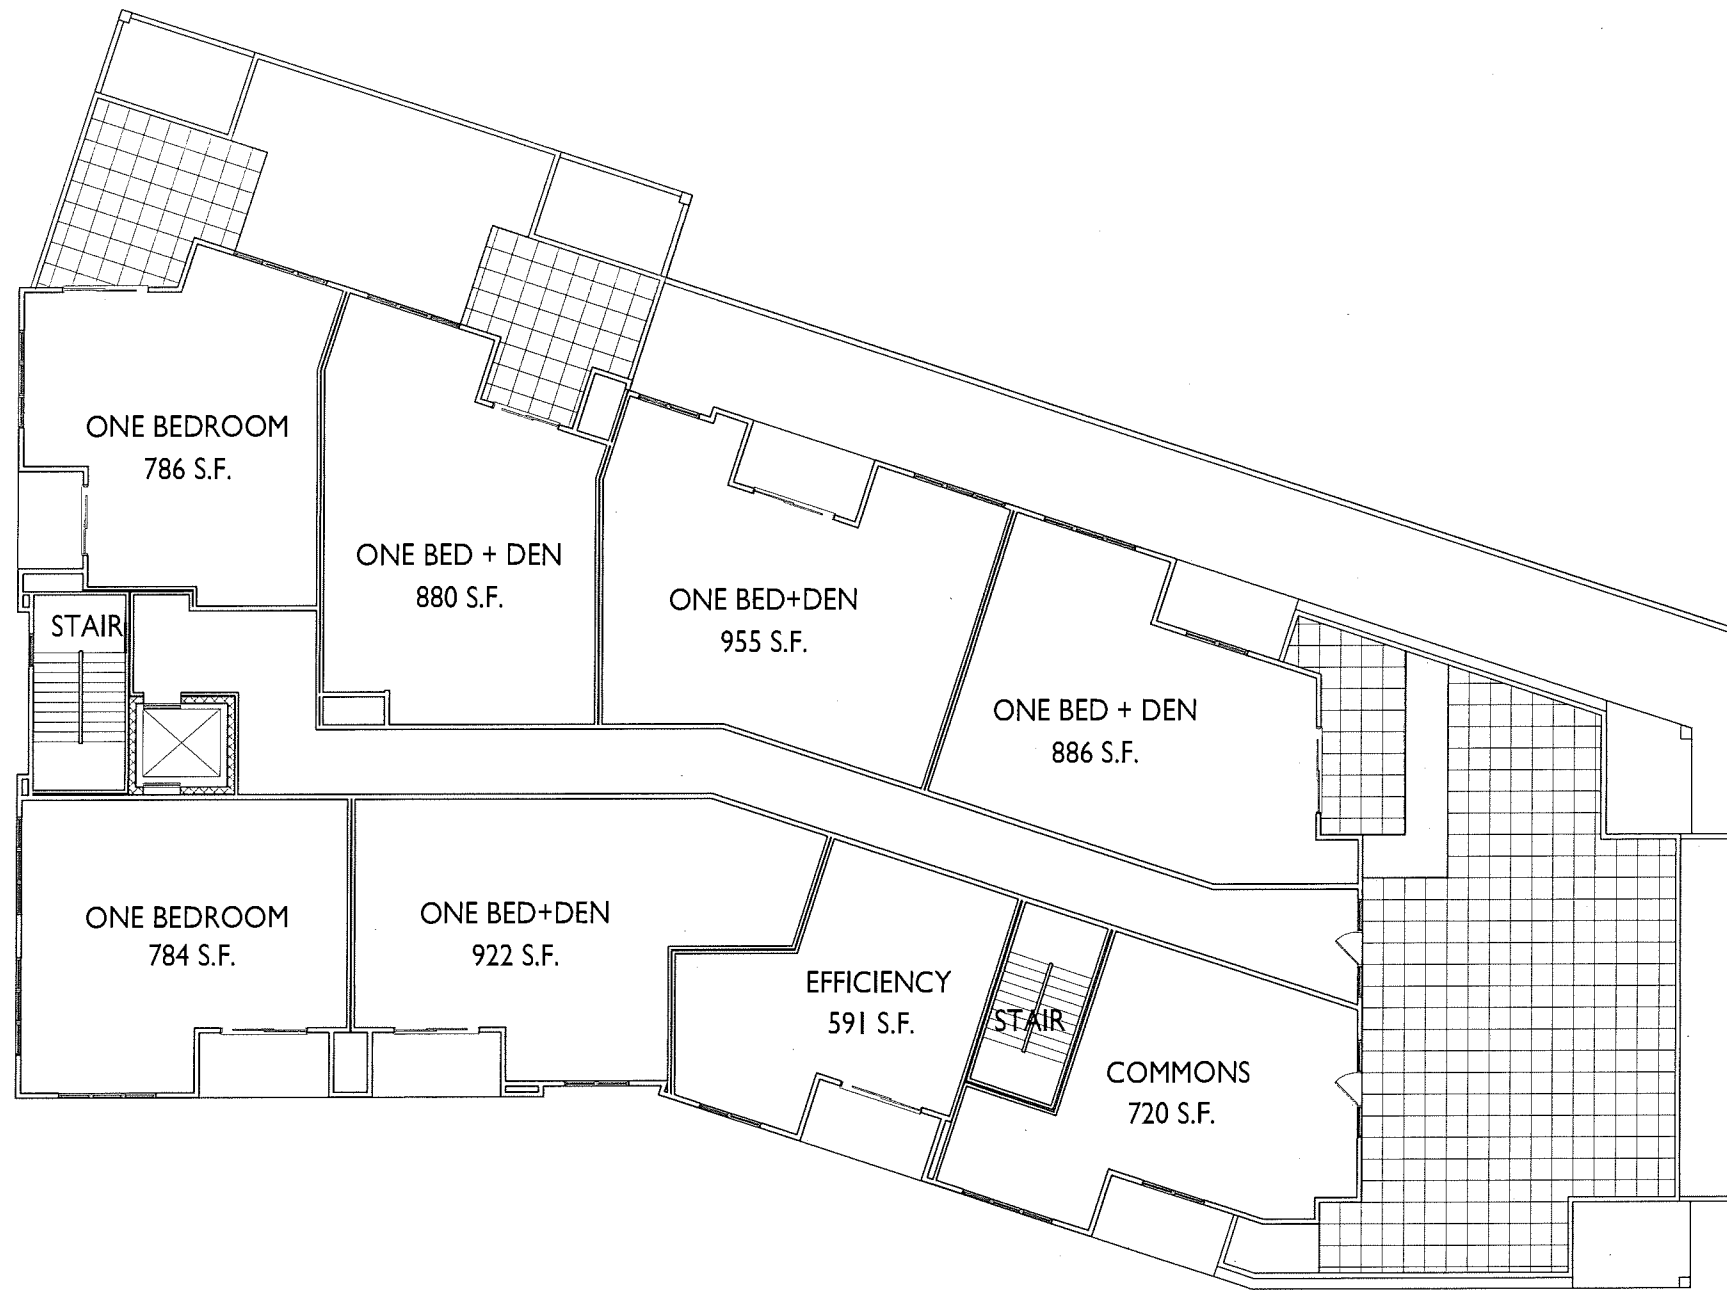 ONE BEDROOM
786 S.F.
ONE BED + DEN
880 S.F.
ONE BED+DEN
955 S.F.
STAIR
ONE BED + DEN
886 S.F.
ONE BEDROOM
784 S.F.
ONE BED+DEN
922 S.F.
EFFICIENCY
591 S.F.
STAIR
COMMONS
720 S.F.